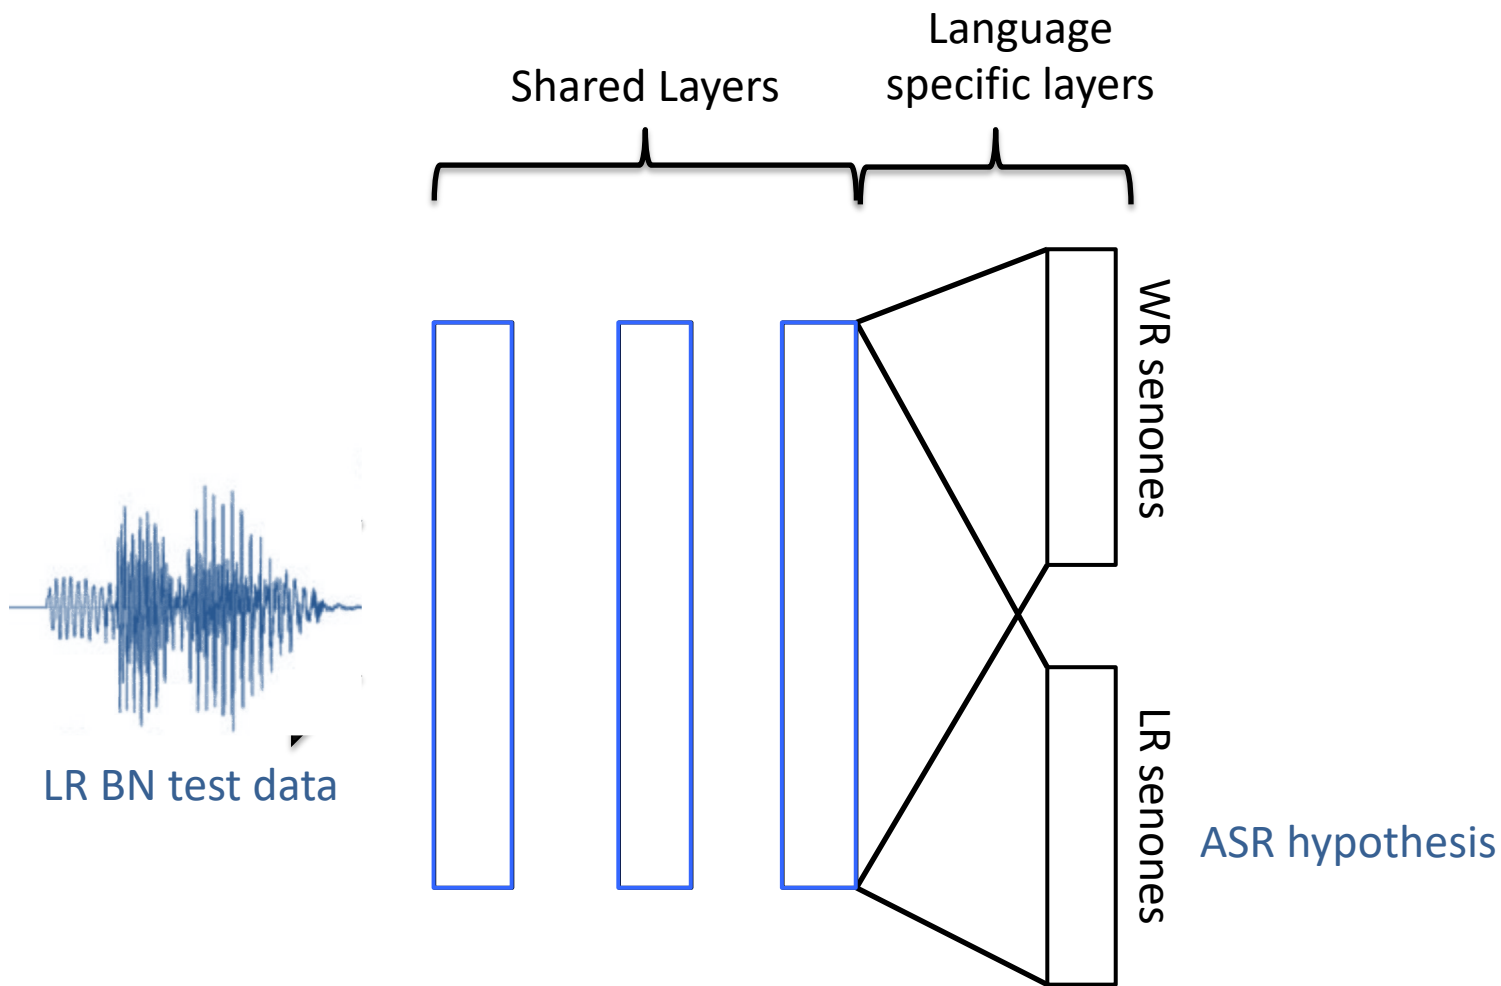 Shared Layers
Language
specific layers
WR senones
LR senones
LR BN test data
ASR hypothesis